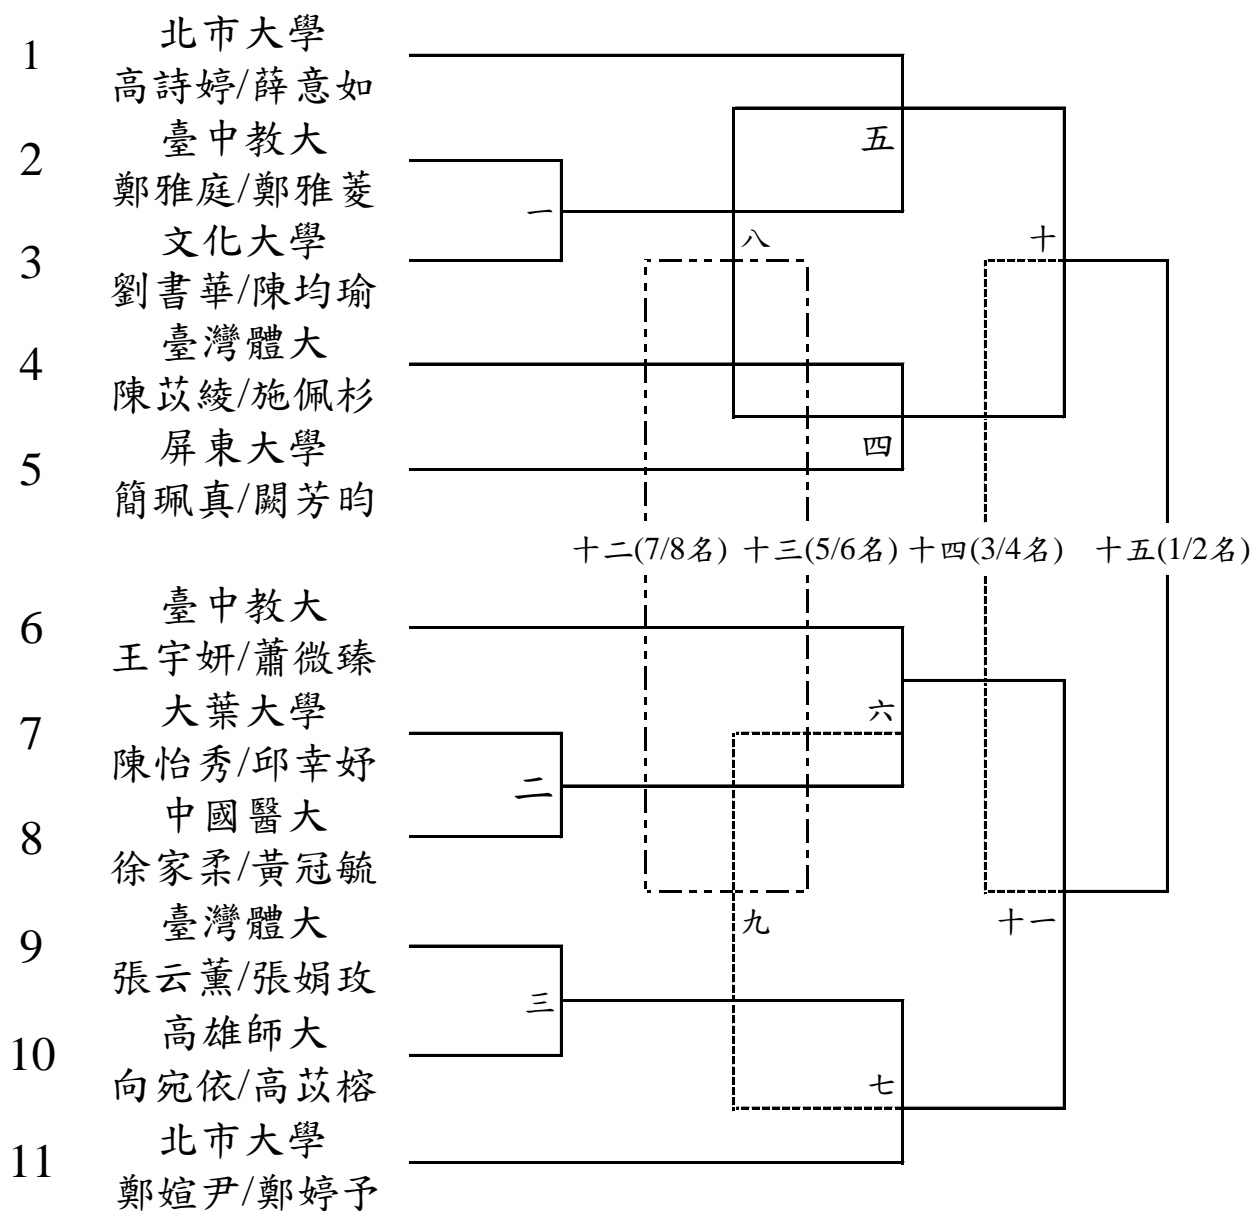 1
北市大學
高詩婷/薛意如
2
臺中教大
鄭雅庭/鄭雅菱
3
文化大學
劉書華/陳均瑜
4
臺灣體大
陳苡綾/施佩杉
5
屏東大學
簡珮真/闕芳昀
一
五
八
十
四
十二(7/8名) 十三(5/6名) 十四(3/4名) 十五(1/2名)
6
臺中教大
王宇妍/蕭微臻
7
大葉大學
陳怡秀/邱幸妤
8
中國醫大
徐家柔/黃冠毓
9
臺灣體大
張云薰/張娟玫
10
高雄師大
向宛依/高苡榕
11
北市大學
鄭媗尹/鄭婷予
六
二
九
十一
三
七